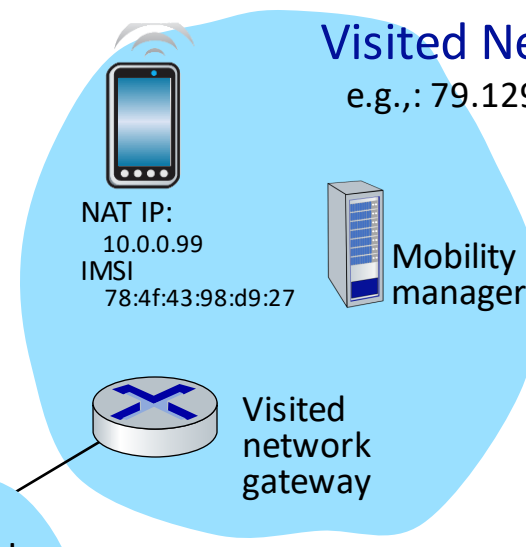 Visited Ne
e.g.,: 79.129
NAT IP:
10.0.0.99
IMSI
78:4f:43:98:d9:27
Mobility
manager
Visited
network
gateway